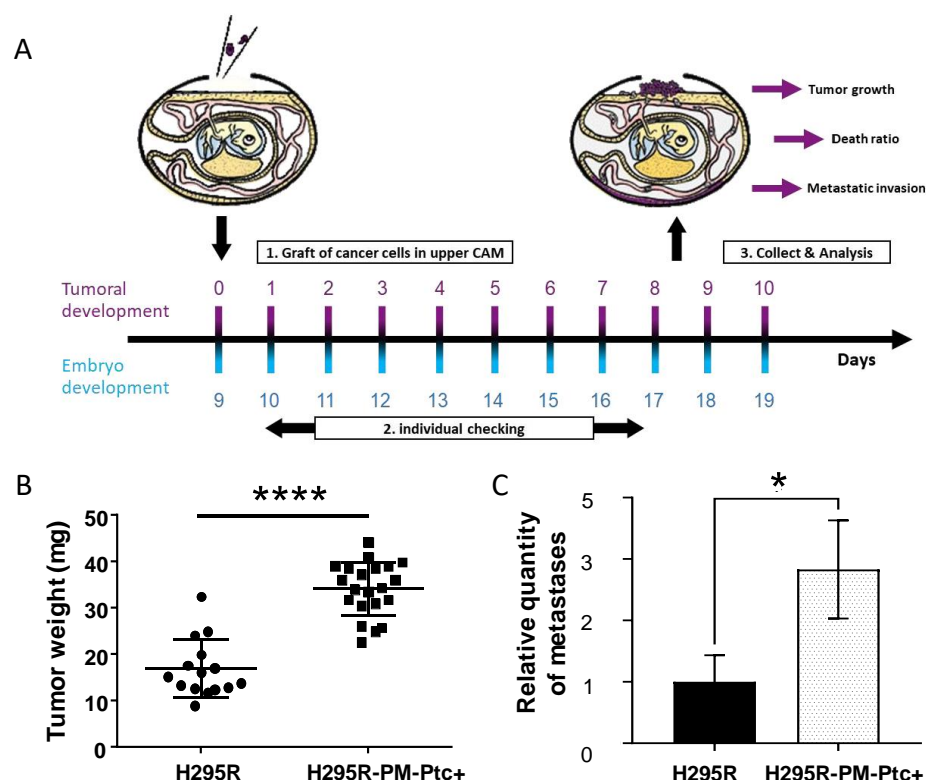 A
Tumor growth
Death ratio
Metastatic invasion
1. Graft of cancer cells in upper CAM
3. Collect & Analysis
Tumoral
development
0 1 2 3 4 5 6 7 8 9 10
Days
Embryo
development
9 10 11 12 13 14 15 16 17 18 19
2. individual checking
B
****
Tumor weight (mg)
50
40
30
20
10
0
H295R
H295R-PM-Ptc+
C
*
Relative quantity
of metastases
5
3
2
1
0
H295R
H295R-PM-Ptc+